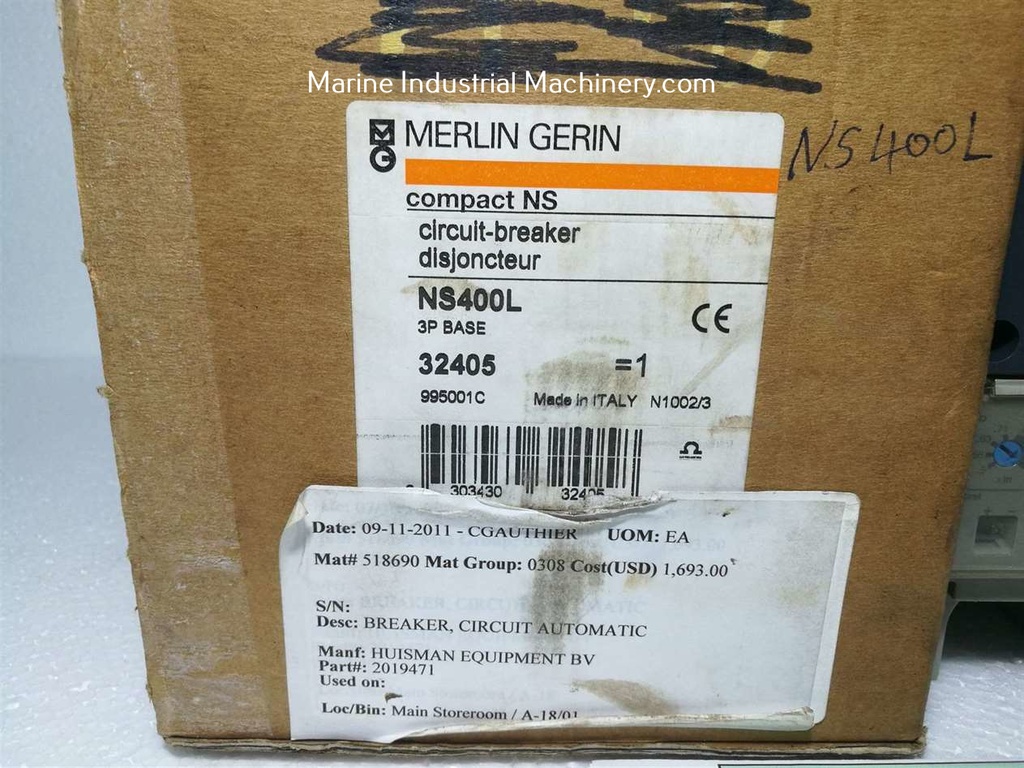 Marine Industrial Machinery.com
MERLIN GERIN
NS400L
compact NS
circuit-breaker
disjoncteur
NS400L
3P BASE
CE
32405 =1
995001C Made in ITALY N1002/3
303430 32405
Date: 09-11-2011 - CGAUTHIER UOM: EA
Mat# 518690 Mat Group: 0308 Cost(USD) 1,693.00
S/N:
Desc: BREAKER, CIRCUIT AUTOMATIC
Manf: HUISMAN EQUIPMENT BV
Part#: 2019471
Used on:
Loc/Bin: Main Storeroom / A-18/01